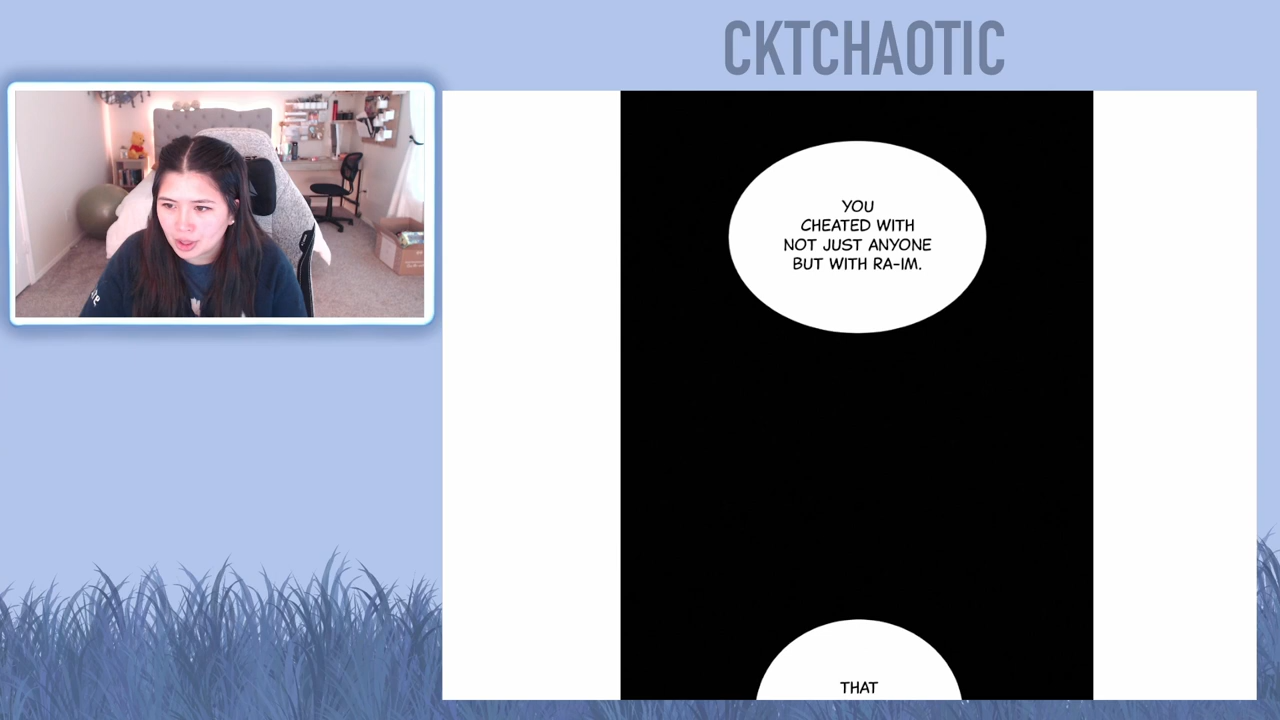 CKTCHAOTIC
YOU
CHEATED WITH
NOT JUST ANYONE
BUT WITH RA-IM.
THAT